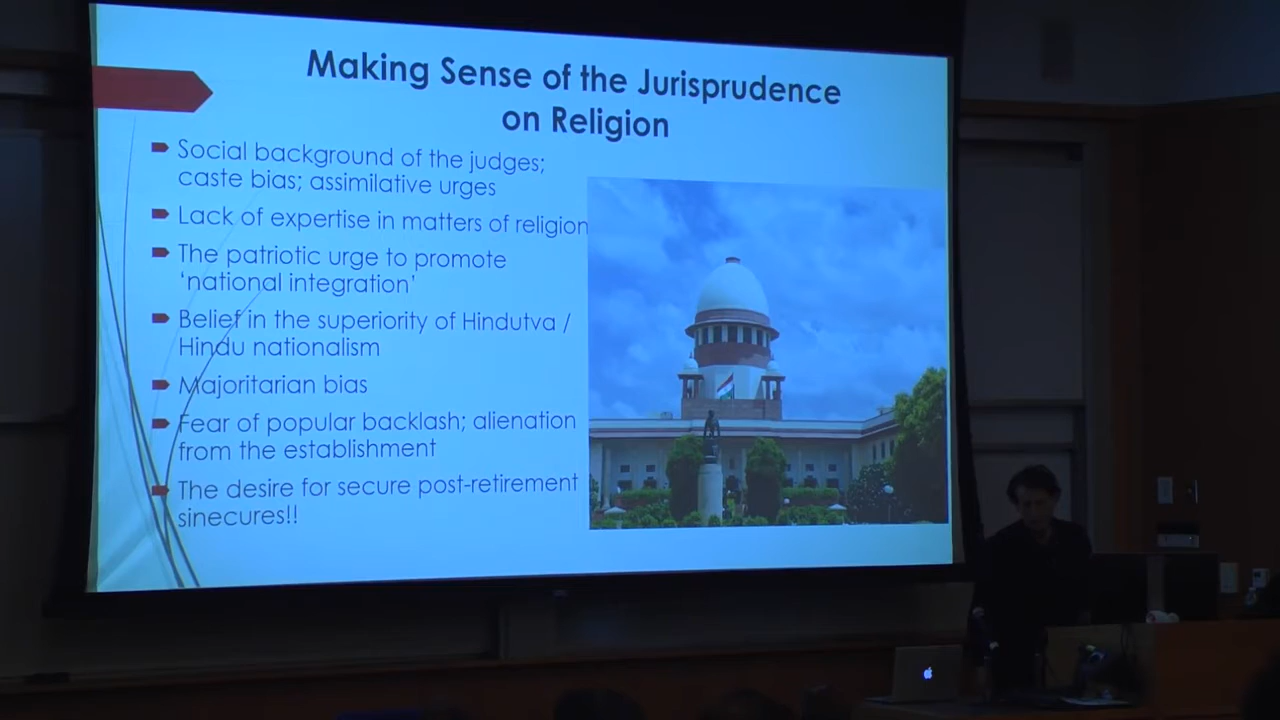 Making Sense of the Jurisprudence
on Religion
Social background of the judges;
caste bias; assimilative urges
Lack of expertise in matters of religion
The patriotic urge to promote
‘national integration’
Belief in the superiority of Hindutva /
Hindu nationalism
Majoritarian bias
Fear of popular backlash; alienation
from the establishment
The desire for secure post-retirement
sinecures!!